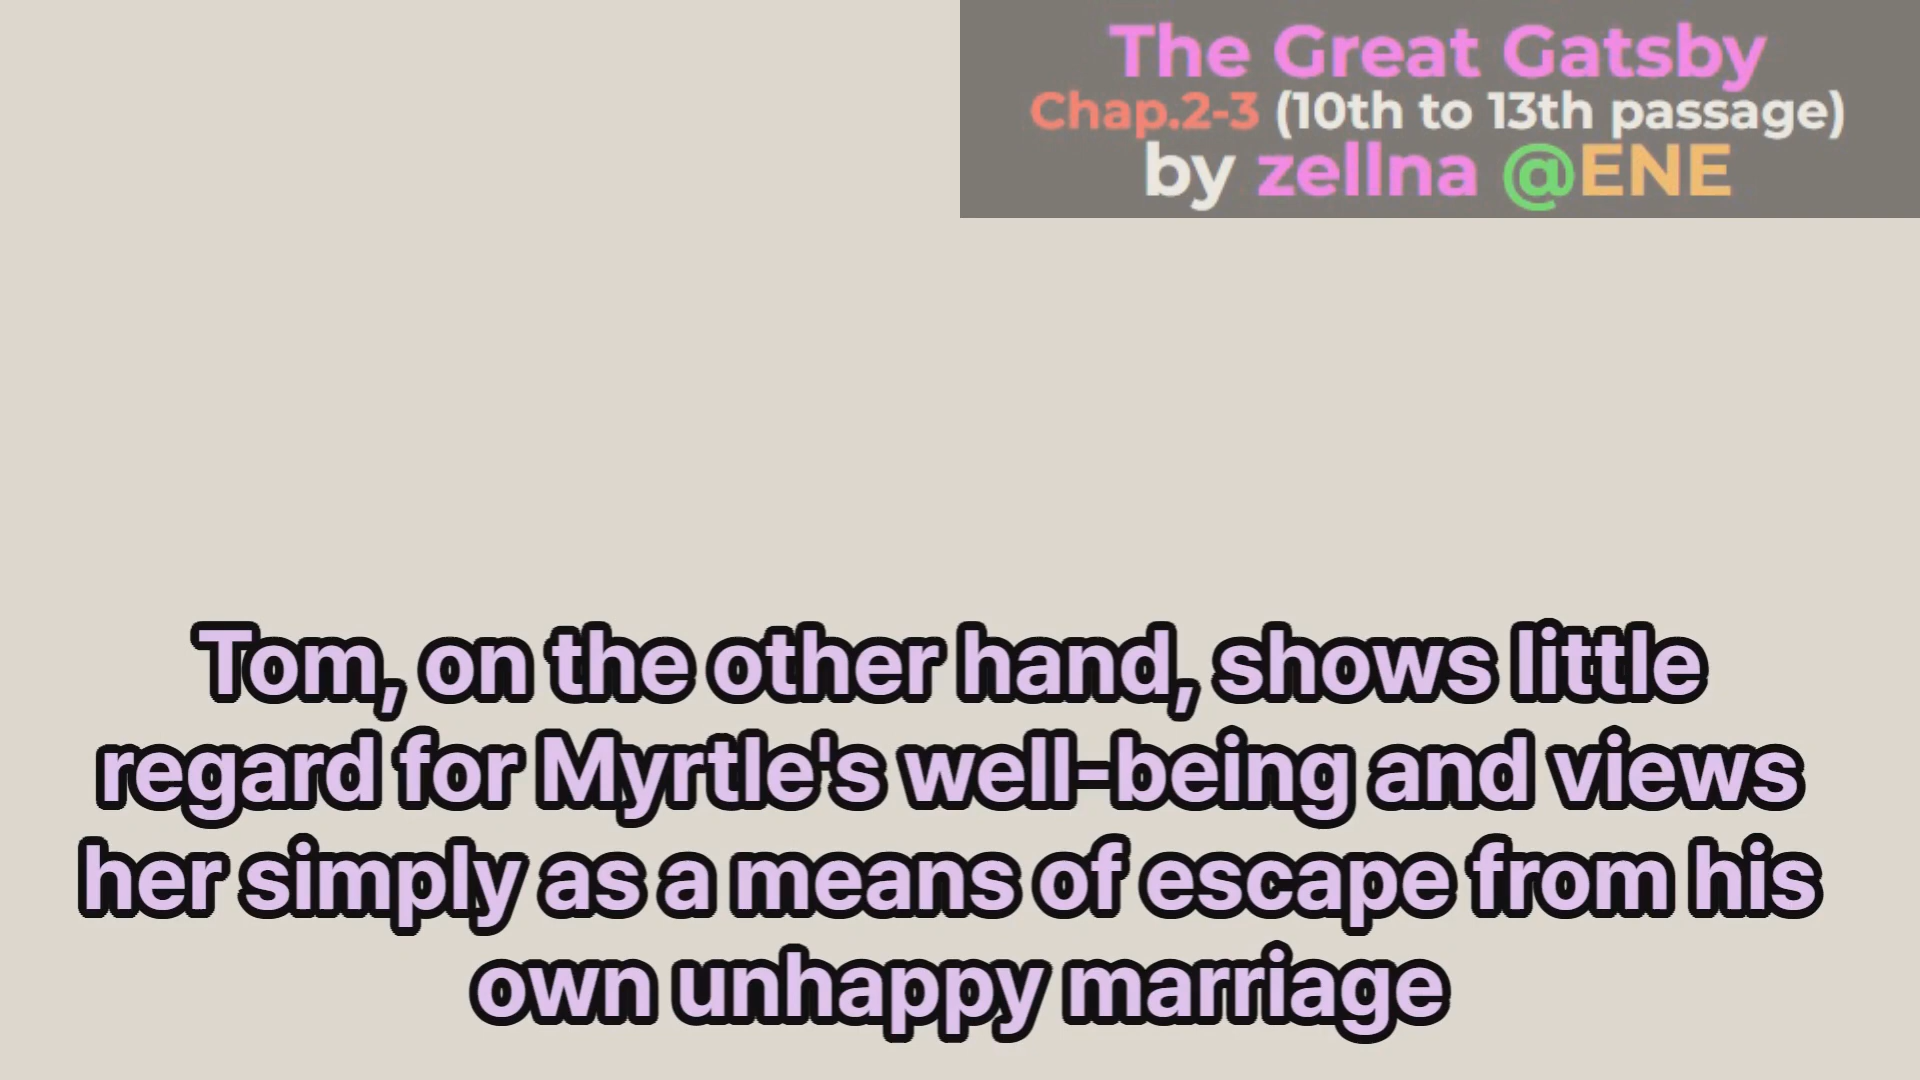 The Great Gatsby
Chap.2-3 (10th to 13th passage)
by zellna @ENE
Tom, on the other hand, shows little
regard for Myrtle's well-being and views
her simply as a means of escape from his
own unhappy marriage